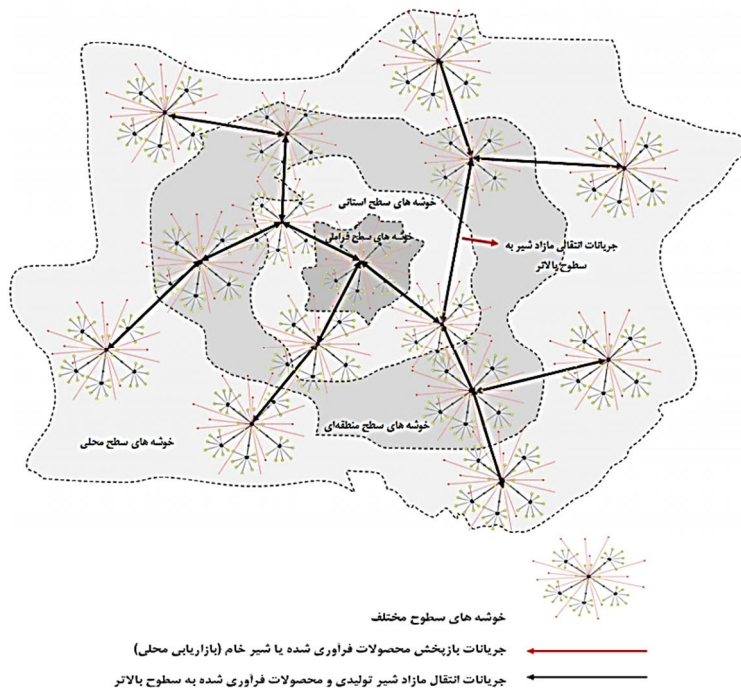 خوشه های سطح استانی
خوشه های سطح فراملی
جریانات انتقالی مازاد شیر به
سطوح بالاتر
خوشه های سطح منطقه‌ای
خوشه های سطح محلی
خوشه های سطوح مختلف
جریانات بازپخش محصولات فرآوری شده یا شیر خام (بازاریابی محلی)
جریانات انتقال مازاد شیر تولیدی و محصولات فرآوری شده به سطوح بالاتر